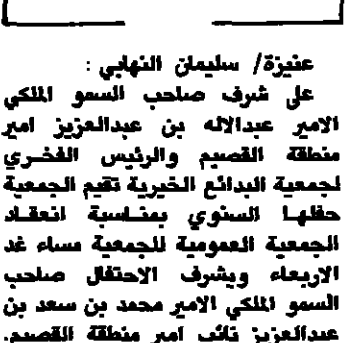 عنيزة/ سليمان النهابي :
على شرف صاحب السمو الملكي
الامير عبدالاله بن عبدالعزيز امير
منطقة القصيم والرئيس الفخري
لجمعية البدائع الخيرية تقيم الجمعية
حفلها السنوي بمناسبة انعقاد
الجمعية العمومية للجمعية مساء غد
الاربعاء ويشرف الاحتفال صاحب
السمو الملكي الامير محمد بن سعد بن
عبدالعزيز نائب امير منطقة القصيم.